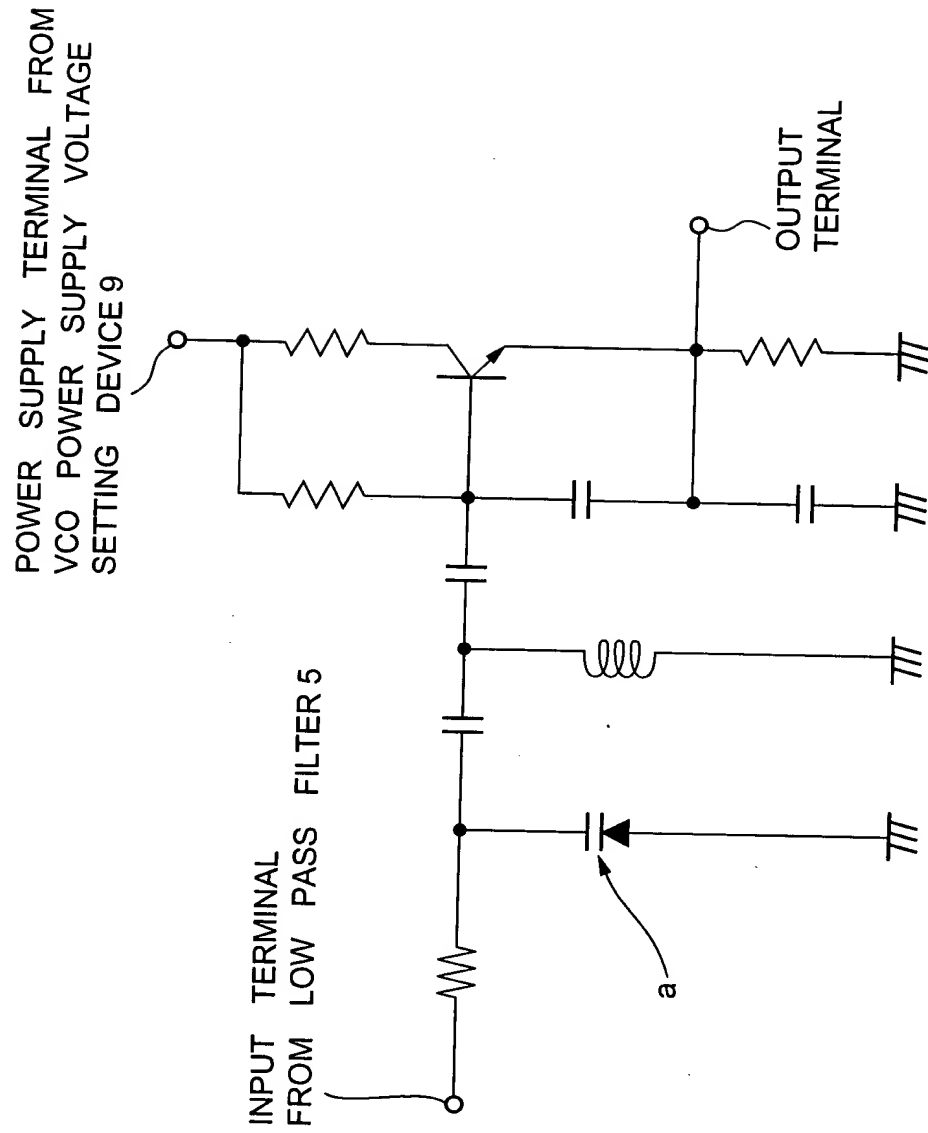 POWER SUPPLY TERMINAL FROM
VCO POWER SUPPLY VOLTAGE
SETTING DEVICE 9
INPUT TERMINAL
FROM LOW PASS FILTER 5
a
OUTPUT
TERMINAL